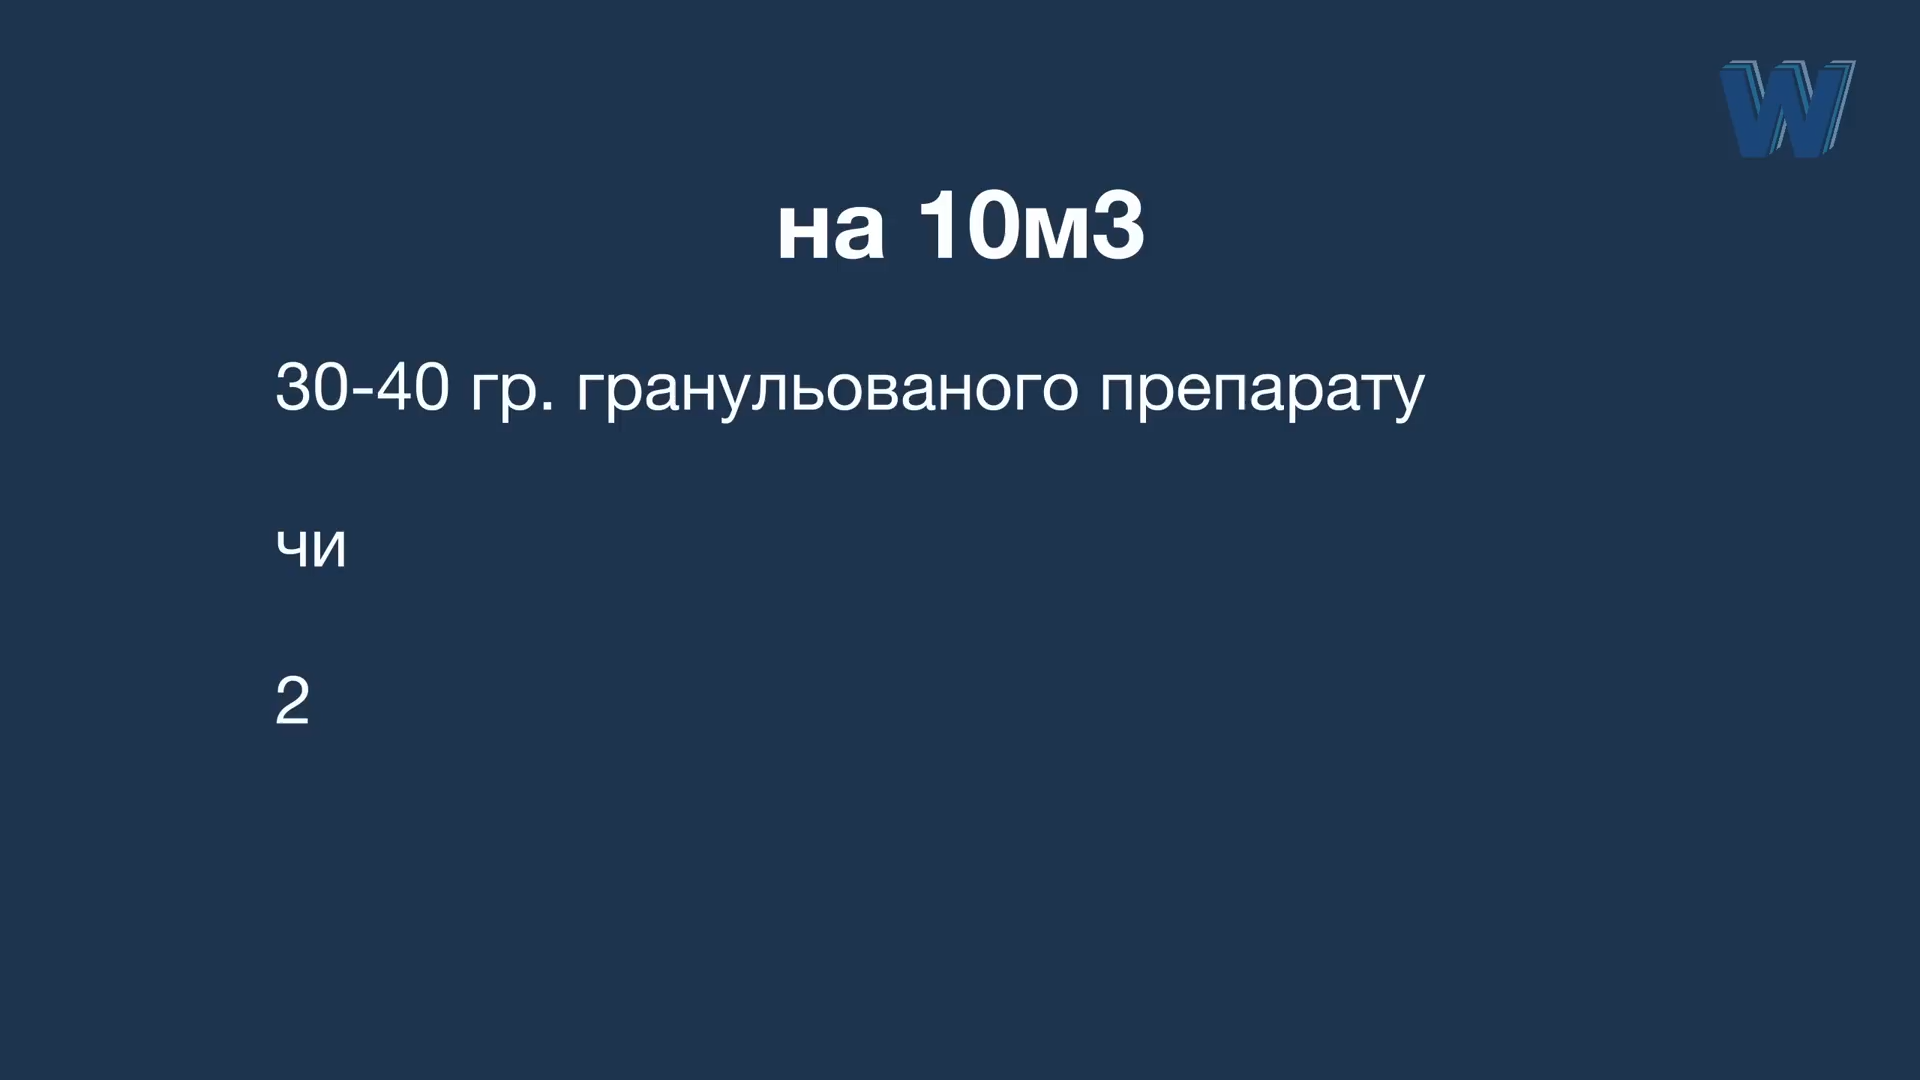 W
на 10м3
30-40 гр. гранульованого препарату
чи
2